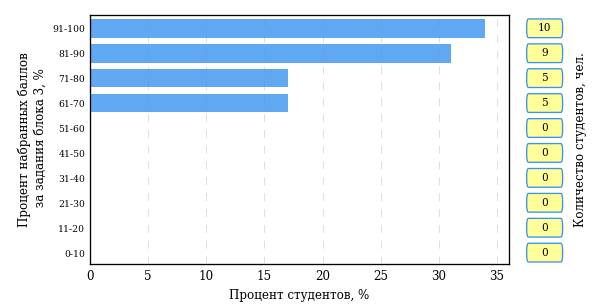 Процент набранных баллов
за задания блока 3, %
91-100 10
81-90 9
71-80 5
61-70 5
51-60 0
41-50 0
31-40 0
21-30 0
11-20 0
0-10 0
0 5 10 15 20 25 30 35
Процент студентов, %
Количество студентов, чел.